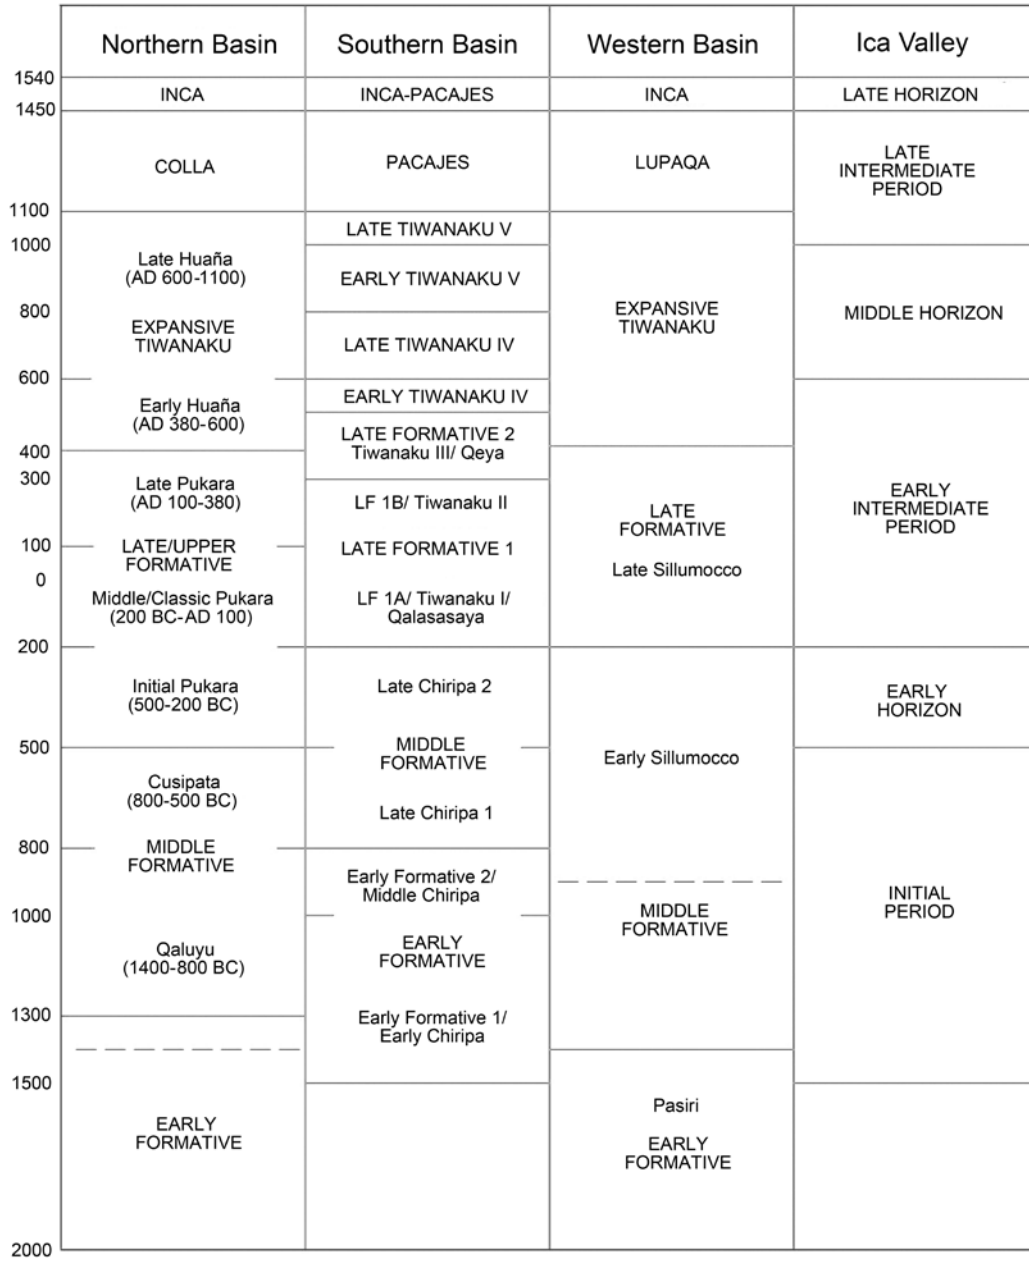 Northern Basin
Southern Basin
Western Basin
Ica Valley
1540
INCA
INCA-PACAJES
INCA
LATE HORIZON
1450
COLLA
PACAJES
LUPAQA
LATE
INTERMEDIATE
PERIOD
1100
LATE TIWANAKU V
1000
Late Huaña
(AD 600-1100)
EARLY TIWANAKU V
800
EXPANSIVE
TIWANAKU
LATE TIWANAKU IV
EXPANSIVE
TIWANAKU
MIDDLE HORIZON
600
Early Huaña
(AD 380-600)
EARLY TIWANAKU IV
LATE FORMATIVE 2
Tiwanaku III/ Qeya
400
300
Late Pukara
(AD 100-380)
LF 1B/ Tiwanaku II
LATE
FORMATIVE
EARLY
INTERMEDIATE
PERIOD
100
LATE/UPPER
FORMATIVE
LATE FORMATIVE 1
0
Late Sillumocco
Middle/Classic Pukara
(200 BC-AD 100)
LF 1A/ Tiwanaku I/
Qalasasaya
200
Initial Pukara
(500-200 BC)
Late Chiripa 2
EARLY
HORIZON
500
MIDDLE
FORMATIVE
Early Sillumocco
Cusipata
(800-500 BC)
Late Chiripa 1
800
MIDDLE
FORMATIVE
Early Formative 2/
Middle Chiripa
INITIAL
PERIOD
1000
MIDDLE
FORMATIVE
Qaluyu
(1400-800 BC)
EARLY
FORMATIVE
1300
Early Formative 1/
Early Chiripa
1500
EARLY
FORMATIVE
Pasiri
EARLY
FORMATIVE
2000